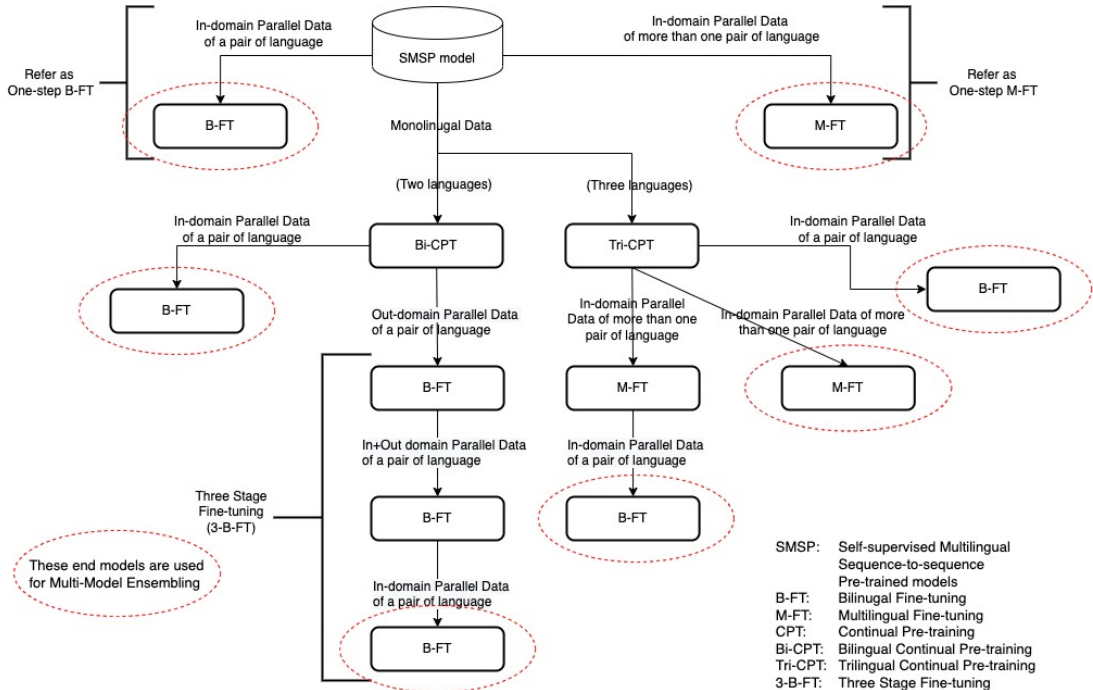 In-domain Parallel Data
of a pair of language
SMSP model
In-domain Parallel Data
of more than one pair of language
Refer as
One-step B-FT
Refer as
One-step M-FT
B-FT
M-FT
Monolinugal Data
(Two languages)
(Three languages)
In-domain Parallel Data
of a pair of language
Bi-CPT
Tri-CPT
In-domain Parallel Data
of a pair of language
B-FT
B-FT
Out-domain Parallel Data
of a pair of language
In-domain Parallel
Data of more than one
pair of language
In-domain Parallel Data of more
than one pair of language
B-FT
M-FT
M-FT
In+Out domain Parallel Data
of a pair of language
In-domain Parallel Data
of a pair of language
Three Stage
Fine-tuning
(3-B-FT)
B-FT
B-FT
These end models are used
for Multi-Model Ensembling
In-domain Parallel Data
of a pair of language
B-FT
SMSP: Self-supervised Multilingual
Sequence-to-sequence
Pre-trained models
B-FT: Bilinugal Fine-tuning
M-FT: Multilingual Fine-tuning
CPT: Continual Pre-training
Bi-CPT: Bilingual Continual Pre-training
Tri-CPT: Trilingual Continual Pre-training
3-B-FT: Three Stage Fine-tuning